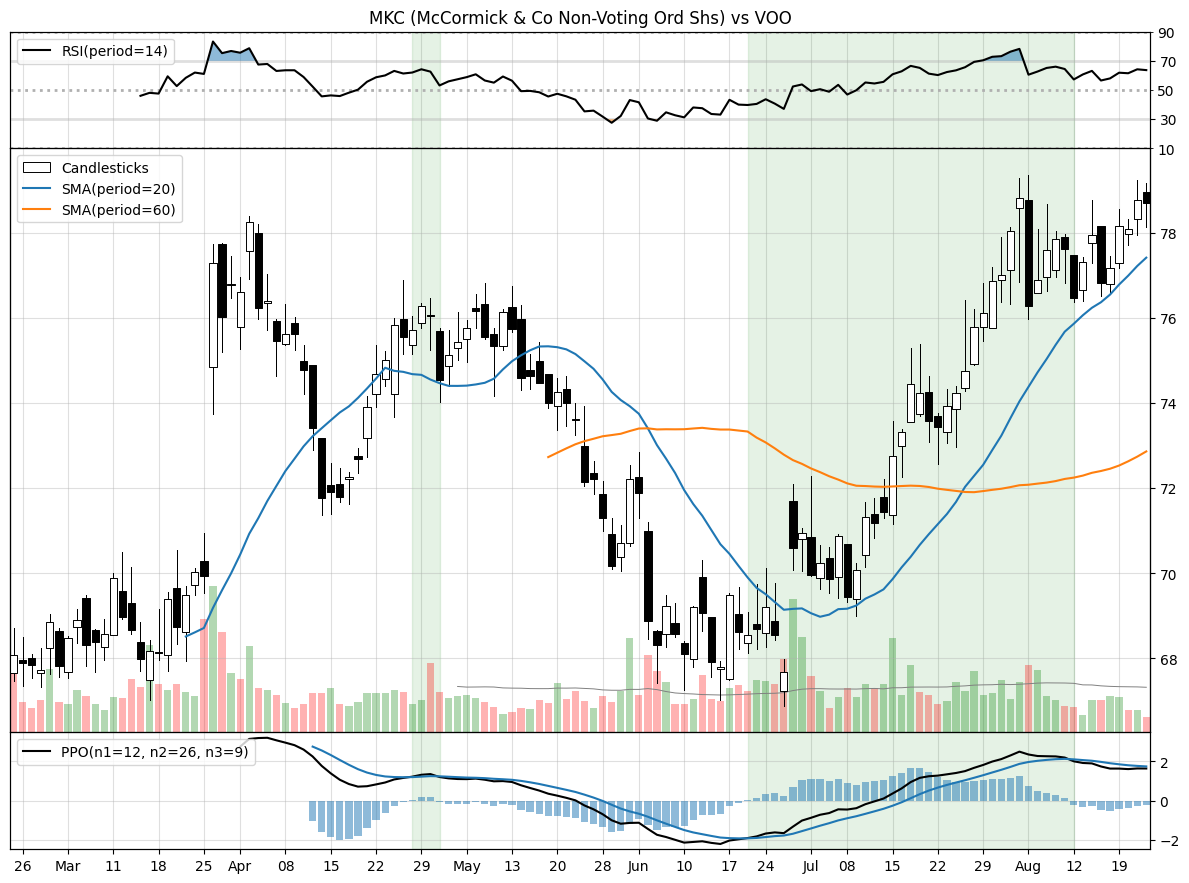 MKC (McCormick & Co Non-Voting Ord Shs) vs VOO
RSI(period=14)
90
70
50
30
10
Candlesticks
SMA(period=20)
SMA(period=60)
78
76
74
72
70
68
PPO(n1=12, n2=26, n3=9)
2
0
−2
26 Mar 11 18 25 Apr 08 15 22 29 May 13 20 28 Jun 10 17 24 Jul 08 15 22 29 Aug 12 19